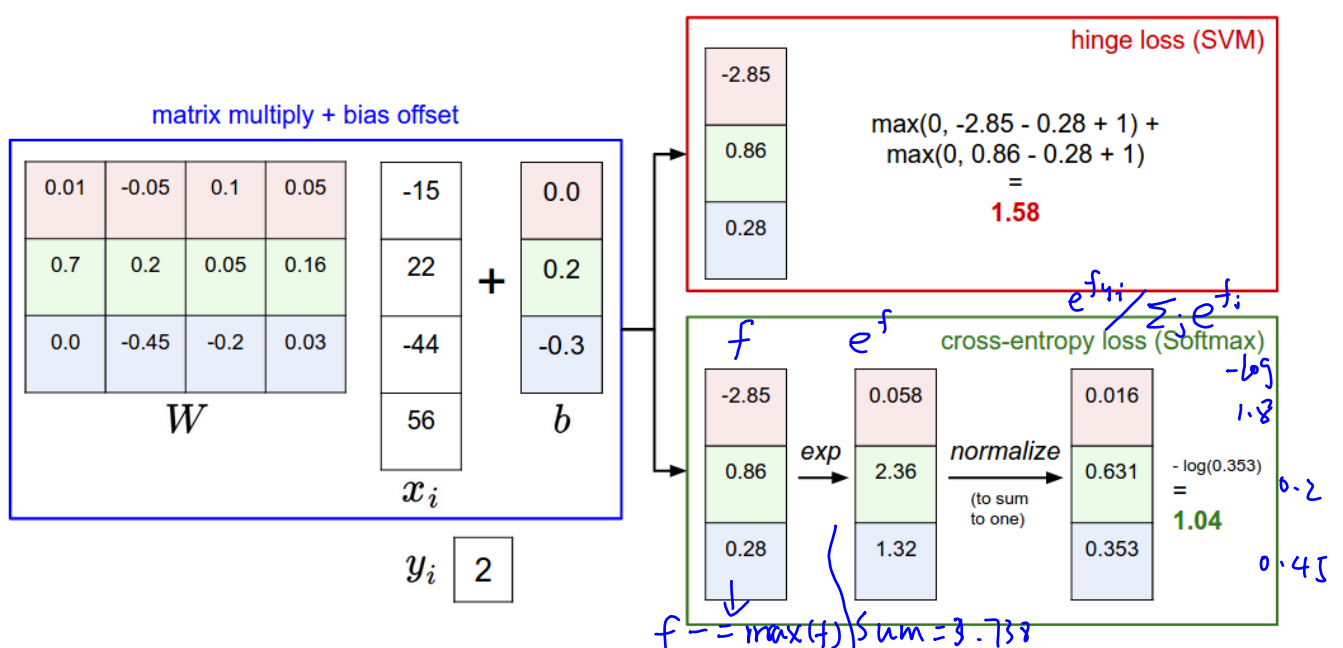 matrix multiply + bias offset
0.01 -0.05 0.1 0.05
0.7 0.2 0.05 0.16
0.0 -0.45 -0.2 0.03
W
-15
22
-44
56
x_i
+
0.0
0.2
-0.3
b
y_i 2
hinge loss (SVM)
-2.85
0.86
0.28
max(0, -2.85 - 0.28 + 1) +
max(0, 0.86 - 0.28 + 1)
=
1.58
e^{f_{y_i}} / Σ_j e^{f_i}
cross-entropy loss (Softmax)
f
-2.85
0.86
0.28
exp
e^f
0.058
2.36
1.32
normalize
(to sum
to one)
0.016
0.631
0.353
- log(0.353)
=
1.04
-log
1.8
0.2
0.45
f -= max(f)
Sum = 3.738